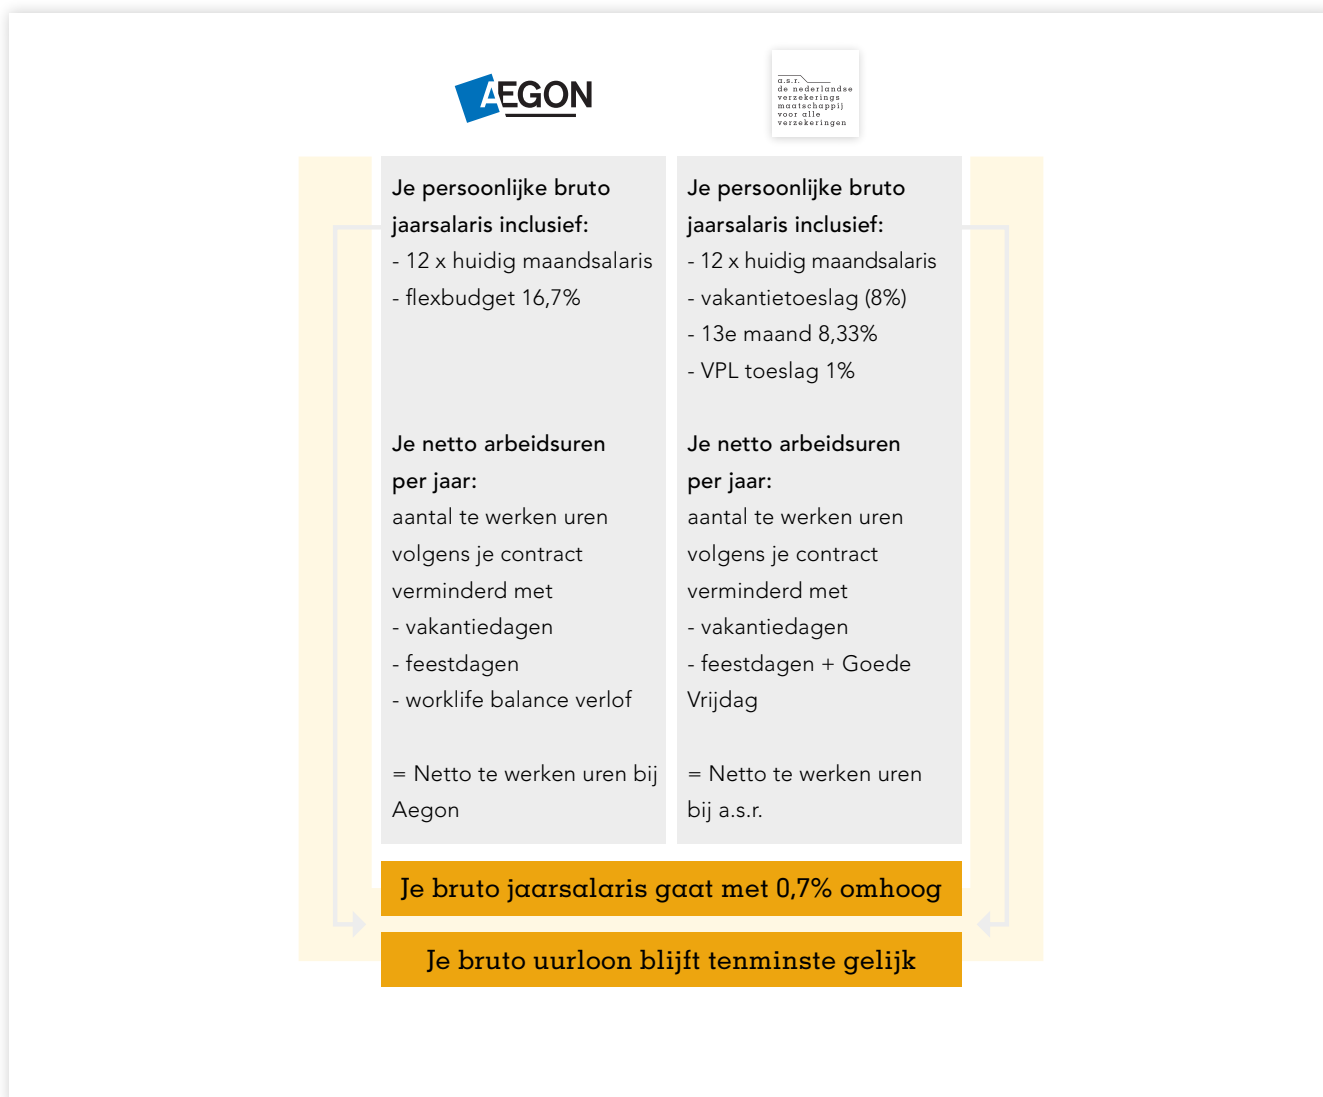 AEGON
a.s.r.
de nederlandse
verzekerings
maatschappij
voor alle
verzekeringen
Je persoonlijke bruto
jaarsalaris inclusief:
- 12 x huidig maandsalaris
- flexbudget 16,7%
Je netto arbeidsuren
per jaar:
aantal te werken uren
volgens je contract
verminderd met
- vakantiedagen
- feestdagen
- worklife balance verlof
= Netto te werken uren bij
Aegon
Je persoonlijke bruto
jaarsalaris inclusief:
- 12 x huidig maandsalaris
- vakantietoeslag (8%)
- 13e maand 8,33%
- VPL toeslag 1%
Je netto arbeidsuren
per jaar:
aantal te werken uren
volgens je contract
verminderd met
- vakantiedagen
- feestdagen + Goede
Vrijdag
= Netto te werken uren
bij a.s.r.
Je bruto jaarsalaris gaat met 0,7% omhoog
Je bruto uurloon blijft tenminste gelijk